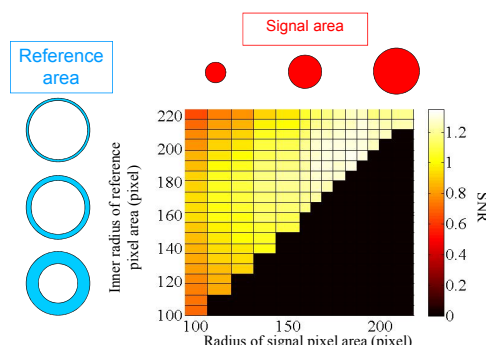 Signal area
Reference
area
Inner radius of reference
pixel area (pixel)
220
200
180
160
140
120
100
100
150
200
Radius of signal pixel area (pixel)
1.2
1
0.8
0.6
0.4
0.2
0
SNR